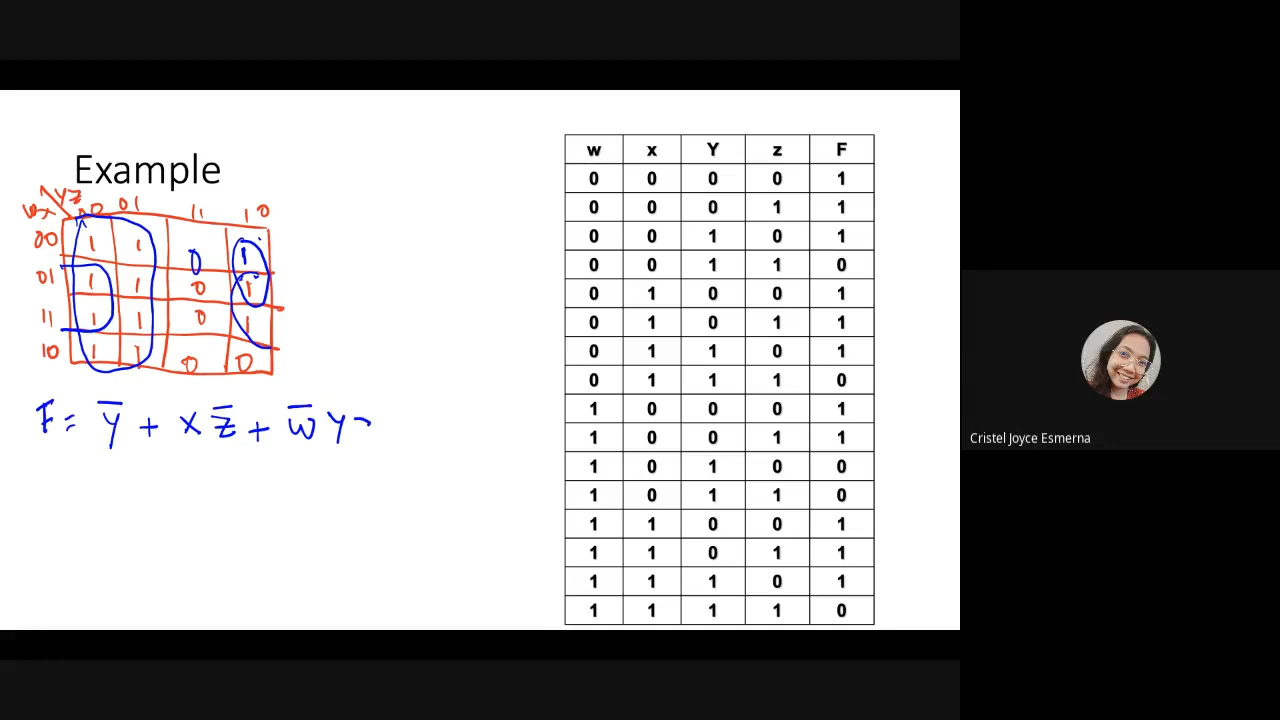 Example
YZ
wx 00 01 11 10
00 1 1 0 1
01 1 1 0 1
11 1 1 0 1
10 1 1 0 0
F = y̅ + x z̅ + w̅ y
w x Y z F
0 0 0 0 1
0 0 0 1 1
0 0 1 0 1
0 0 1 1 0
0 1 0 0 1
0 1 0 1 1
0 1 1 0 1
0 1 1 1 0
1 0 0 0 1
1 0 0 1 1
1 0 1 0 0
1 0 1 1 0
1 1 0 0 1
1 1 0 1 1
1 1 1 0 1
1 1 1 1 0
Cristel Joyce Esmerna